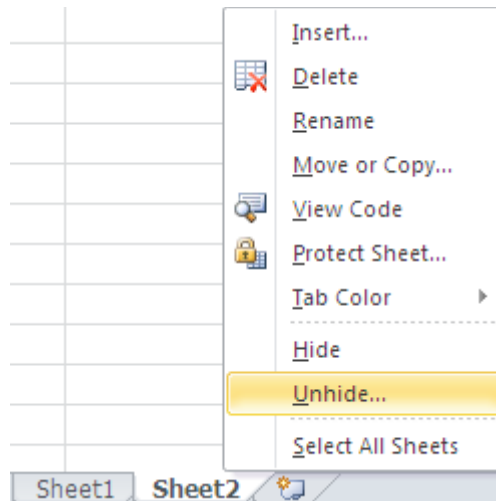 Insert...
Delete
Rename
Move or Copy...
View Code
Protect Sheet...
Tab Color
Hide
Unhide...
Select All Sheets
Sheet1 Sheet2